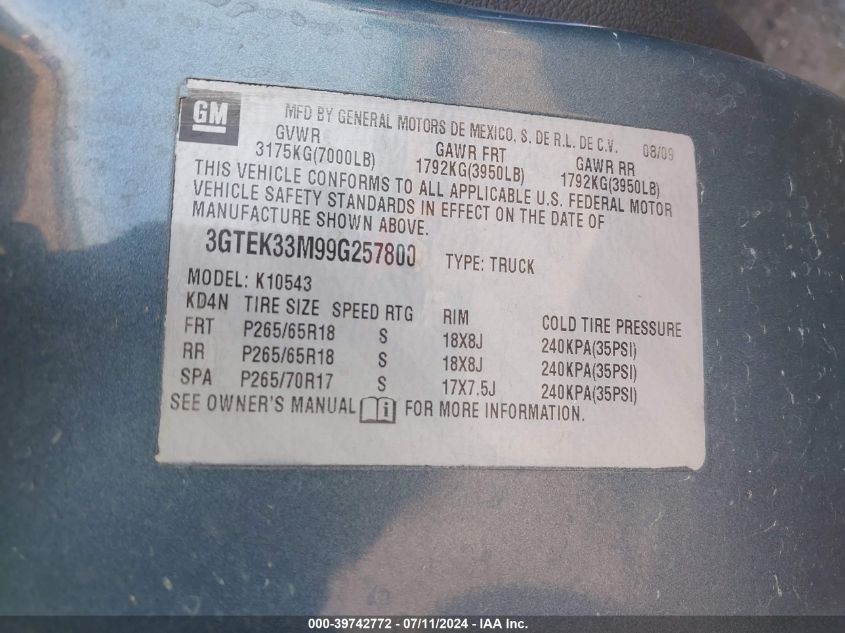 GM
MFD BY GENERAL MOTORS DE MEXICO, S. DE R.L. DE C.V. 08/09
GVWR GAWR FRT GAWR RR
3175KG(7000LB) 1792KG(3950LB) 1792KG(3950LB)
THIS VEHICLE CONFORMS TO ALL APPLICABLE U.S. FEDERAL MOTOR
VEHICLE SAFETY STANDARDS IN EFFECT ON THE DATE OF
MANUFACTURE SHOWN ABOVE.
3GTEK33M99G257800 TYPE: TRUCK
MODEL: K10543
KD4N TIRE SIZE SPEED RTG RIM COLD TIRE PRESSURE
FRT P265/65R18 S 18X8J 240KPA(35PSI)
RR P265/65R18 S 18X8J 240KPA(35PSI)
SPA P265/70R17 S 17X7.5J 240KPA(35PSI)
SEE OWNER'S MANUAL i FOR MORE INFORMATION.
000-39742772 - 07/11/2024 - IAA Inc.